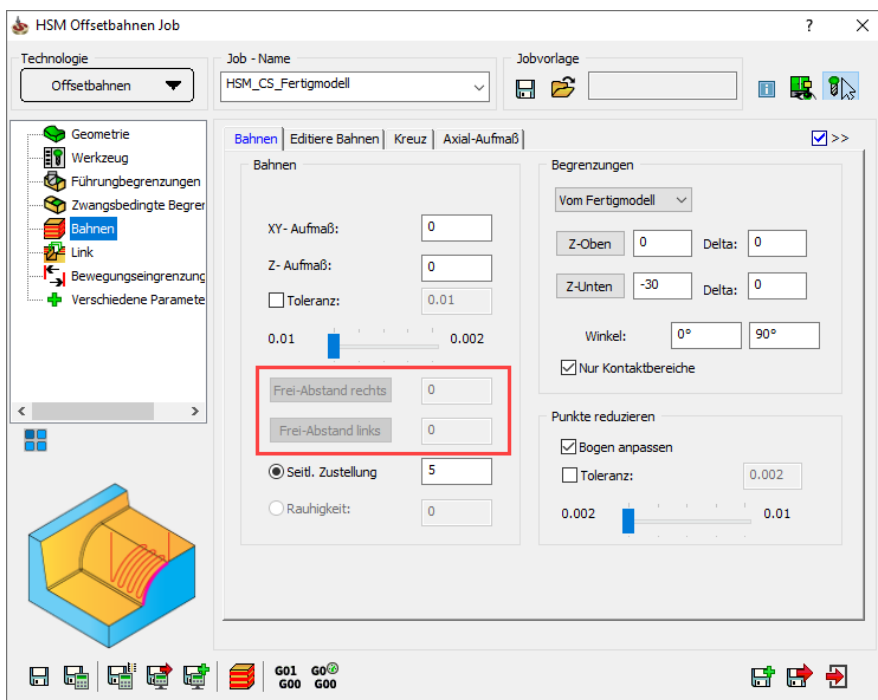 HSM Offsetbahnen Job
?
Technologie
Offsetbahnen
Job - Name
HSM_CS_Fertigmodell
Jobvorlage
Geometrie
Werkzeug
Führungbegrenzungen
Zwangsbedingte Begrer
Bahnen
Link
Bewegungseingrenzung
Verschiedene Paramete
Bahnen
Editiere Bahnen
Kreuz
Axial-Aufmaß
>>
Bahnen
XY- Aufmaß: 0
Z- Aufmaß: 0
Toleranz: 0.01
0.01 0.002
Frei-Abstand rechts 0
Frei-Abstand links 0
Seitl. Zustellung 5
Rauhigkeit: 0
Begrenzungen
Vom Fertigmodell
Z-Oben 0 Delta: 0
Z-Unten -30 Delta: 0
Winkel: 0° 90°
Nur Kontaktbereiche
Punkte reduzieren
Bogen anpassen
Toleranz: 0.002
0.002 0.01
G01 G0
G00 G00